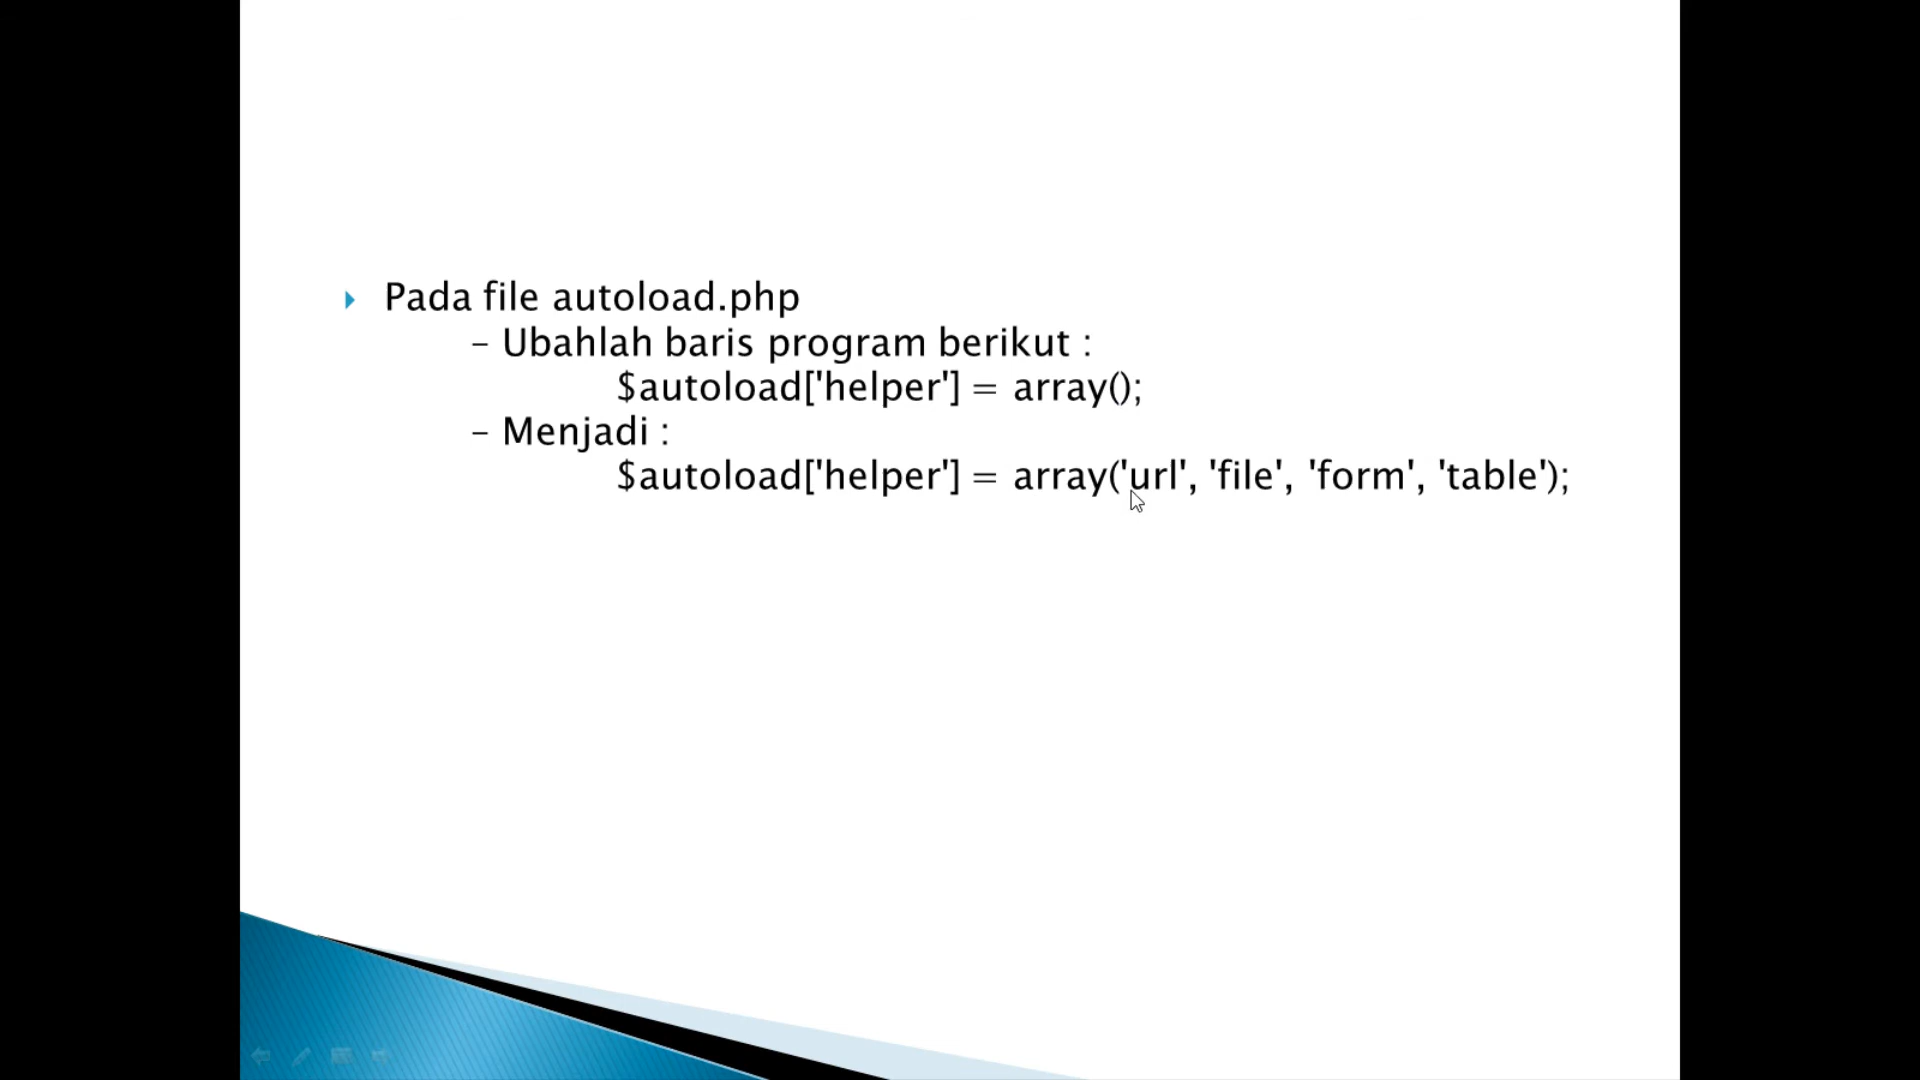 Pada file autoload.php
– Ubahlah baris program berikut :
$autoload['helper'] = array();
– Menjadi :
$autoload['helper'] = array('url', 'file', 'form', 'table');